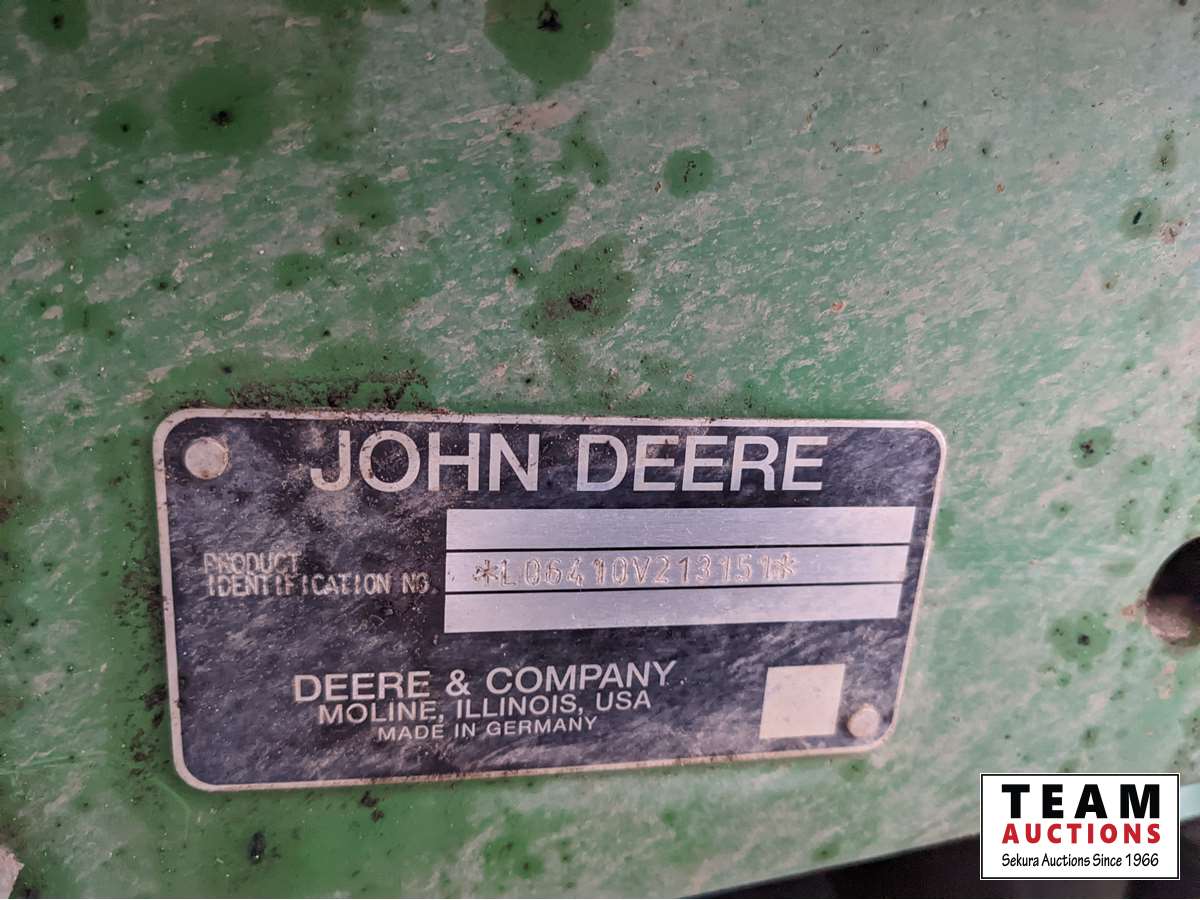 JOHN DEERE
PRODUCT
IDENTIFICATION NO.
*L06410V213151*
DEERE & COMPANY
MOLINE, ILLINOIS, USA
MADE IN GERMANY
TEAM
AUCTIONS
Sekura Auctions Since 1966